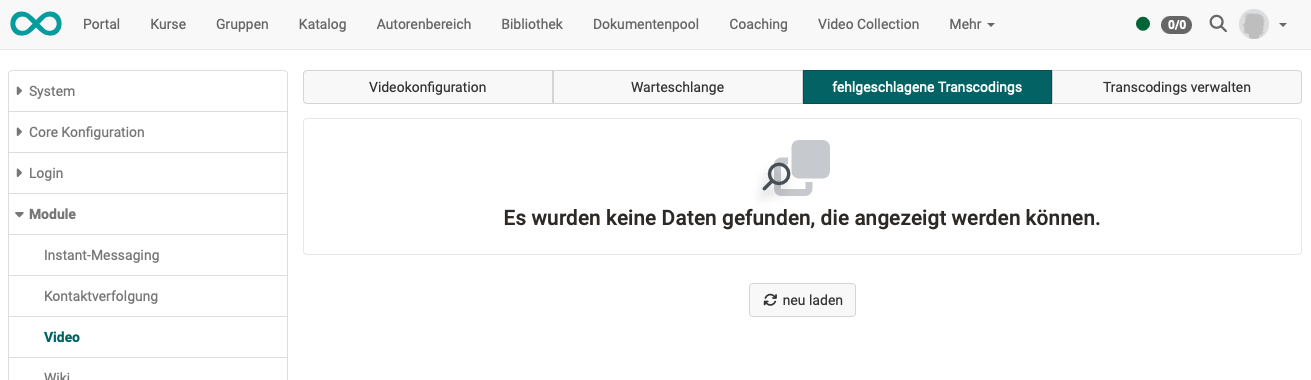 Portal Kurse Gruppen Katalog Autorenbereich Bibliothek Dokumentenpool Coaching Video Collection Mehr 0/0
System
Core Konfiguration
Login
Module
Instant-Messaging
Kontaktverfolgung
Video
Wiki
Videokonfiguration Warteschlange fehlgeschlagene Transcodings Transcodings verwalten
Es wurden keine Daten gefunden, die angezeigt werden können.
neu laden